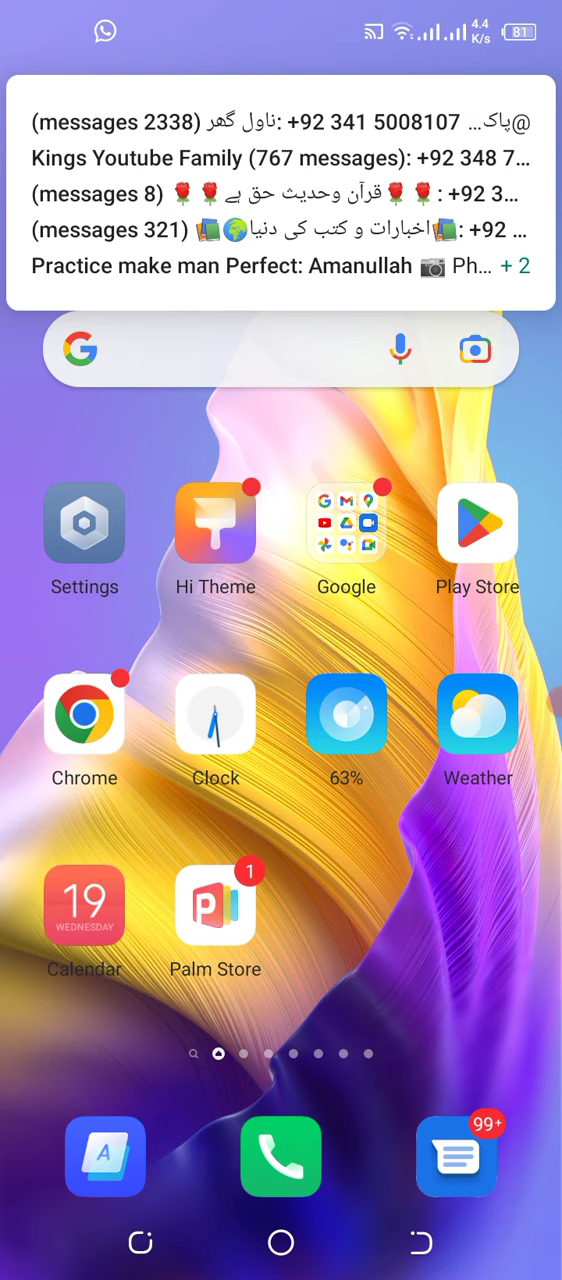 4.4
K/s
81
(messages 2338) ناول گھر: +92 341 5008107 ...پاک@
Kings Youtube Family (767 messages): +92 348 7...
(messages 8) 🌹🌹قرآن وحدیث حق ہے🌹🌹: +92 3...
(messages 321) 📚🌍اخبارات و کتب کی دنیا📚: +92 ...
Practice make man Perfect: Amanullah 📷 Ph... + 2
Settings
Hi Theme
Google
Play Store
Chrome
Clock
63%
Weather
19
WEDNESDAY
1
Calendar
Palm Store
99+